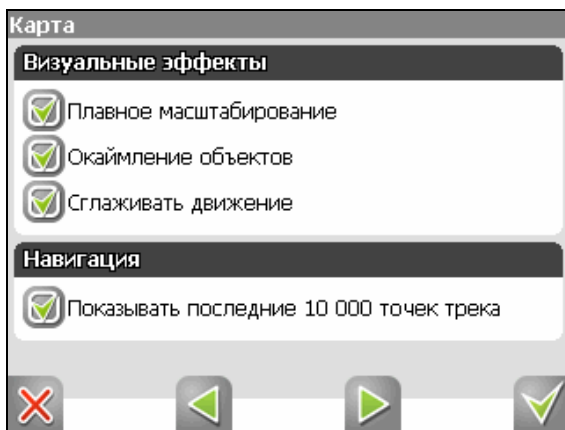 Карта
Визуальные эффекты
Плавное масштабирование
Окаймление объектов
Сглаживать движение
Навигация
Показывать последние 10 000 точек трека